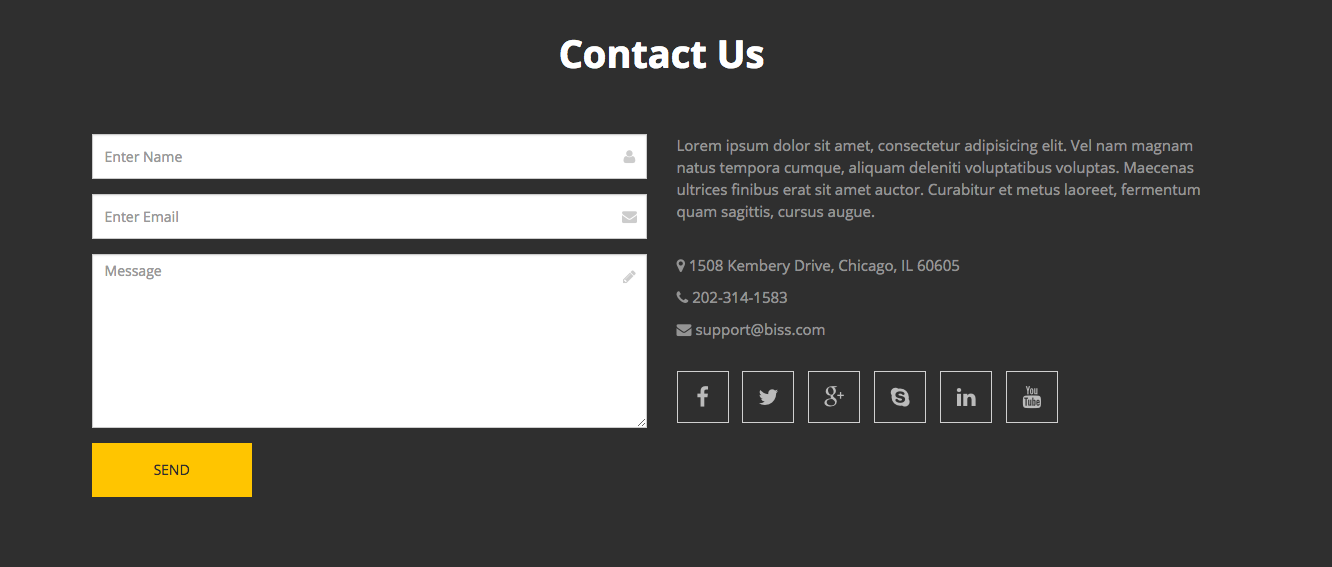 Contact Us
Enter Name
Enter Email
Message
SEND
Lorem ipsum dolor sit amet, consectetur adipisicing elit. Vel nam magnam
natus tempora cumque, aliquam deleniti voluptatibus voluptas. Maecenas
ultrices finibus erat sit amet auctor. Curabitur et metus laoreet, fermentum
quam sagittis, cursus augue.
1508 Kembery Drive, Chicago, IL 60605
202-314-1583
support@biss.com
f
g+
S
in
You
Tube